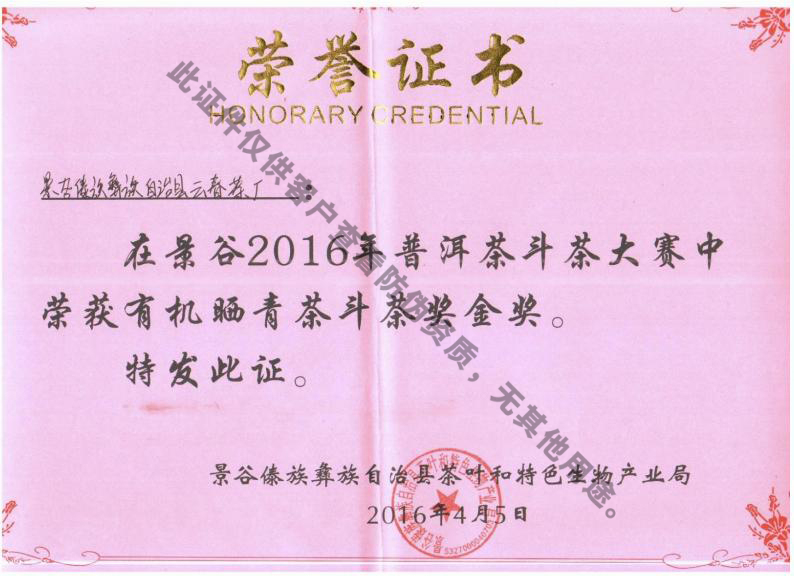 荣誉证书
HONORARY CREDENTIAL
景谷傣族彝族自治县云春茶厂：
在景谷2016年普洱茶斗茶大赛中
荣获有机晒青茶斗茶奖金奖。
特发此证。
景谷傣族彝族自治县茶叶和特色生物产业局
2016年4月5日
此证件仅供客户查看防伪资质，无其他用途。